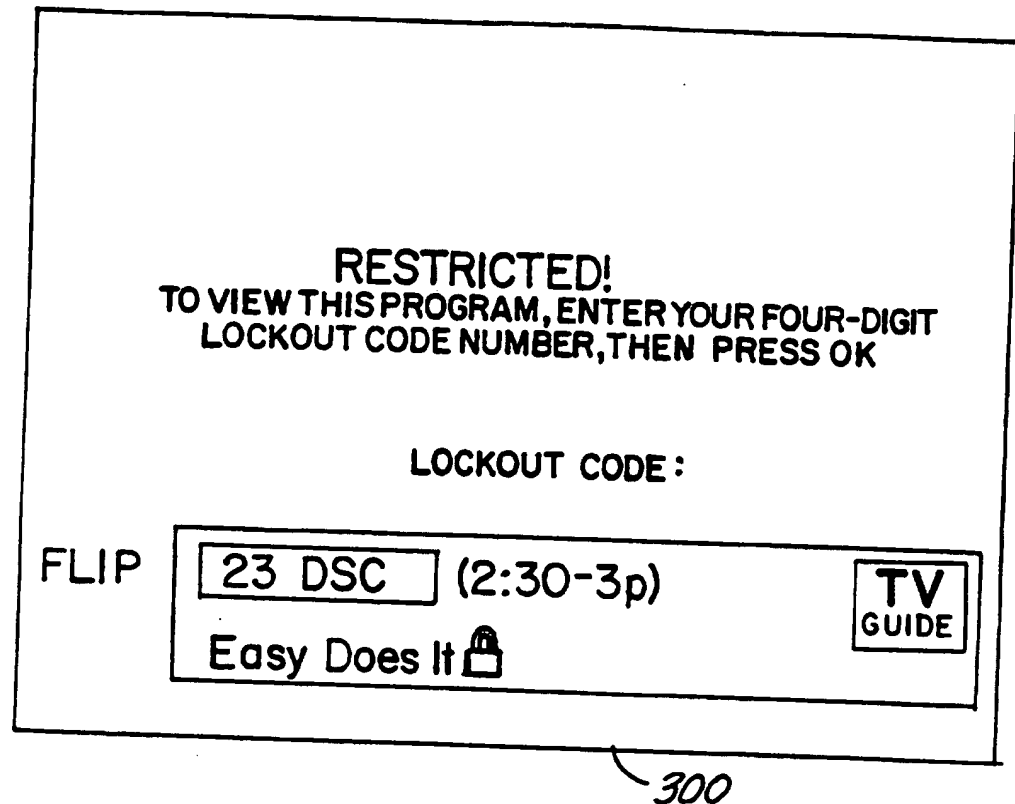 RESTRICTED!
TO VIEW THIS PROGRAM, ENTER YOUR FOUR-DIGIT
LOCKOUT CODE NUMBER, THEN PRESS OK
LOCKOUT CODE:
FLIP
23 DSC (2:30-3p)
TV
GUIDE
Easy Does It
300